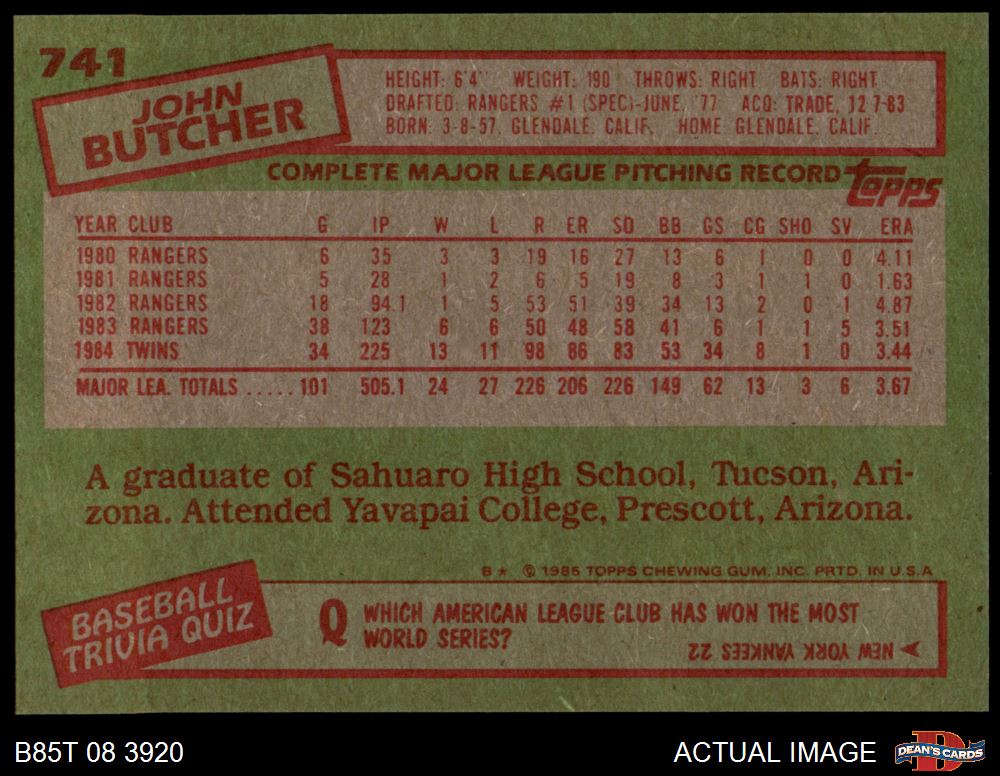 741
JOHN
BUTCHER
HEIGHT: 6'4" WEIGHT: 190 THROWS: RIGHT BATS: RIGHT
DRAFTED: RANGERS #1 (SPEC)-JUNE, '77 ACQ: TRADE, 12 7-83
BORN: 3-8-57, GLENDALE, CALIF. HOME GLENDALE, CALIF.
COMPLETE MAJOR LEAGUE PITCHING RECORD topps
YEAR CLUB G IP W L R ER SO BB GS CG SHO SV ERA
1980 RANGERS 6 35 3 3 19 16 27 13 6 1 0 0 4.11
1981 RANGERS 5 28 1 2 6 5 19 8 3 1 1 0 1.63
1982 RANGERS 18 94.1 1 5 53 51 39 34 13 2 0 1 4.87
1983 RANGERS 38 123 6 6 50 48 58 41 6 1 1 5 3.51
1984 TWINS 34 225 13 11 98 86 83 53 34 8 1 0 3.44
MAJOR LEA. TOTALS ..... 101 505.1 24 27 226 206 226 149 62 13 3 6 3.67
A graduate of Sahuaro High School, Tucson, Ari-
zona. Attended Yavapai College, Prescott, Arizona.
B * © 1985 TOPPS CHEWING GUM, INC. PRTD. IN U.S.A
BASEBALL
TRIVIA QUIZ
Q WHICH AMERICAN LEAGUE CLUB HAS WON THE MOST
WORLD SERIES?
NEW YORK YANKEES 22
B85T 08 3920
ACTUAL IMAGE
D
DEAN'S CARDS